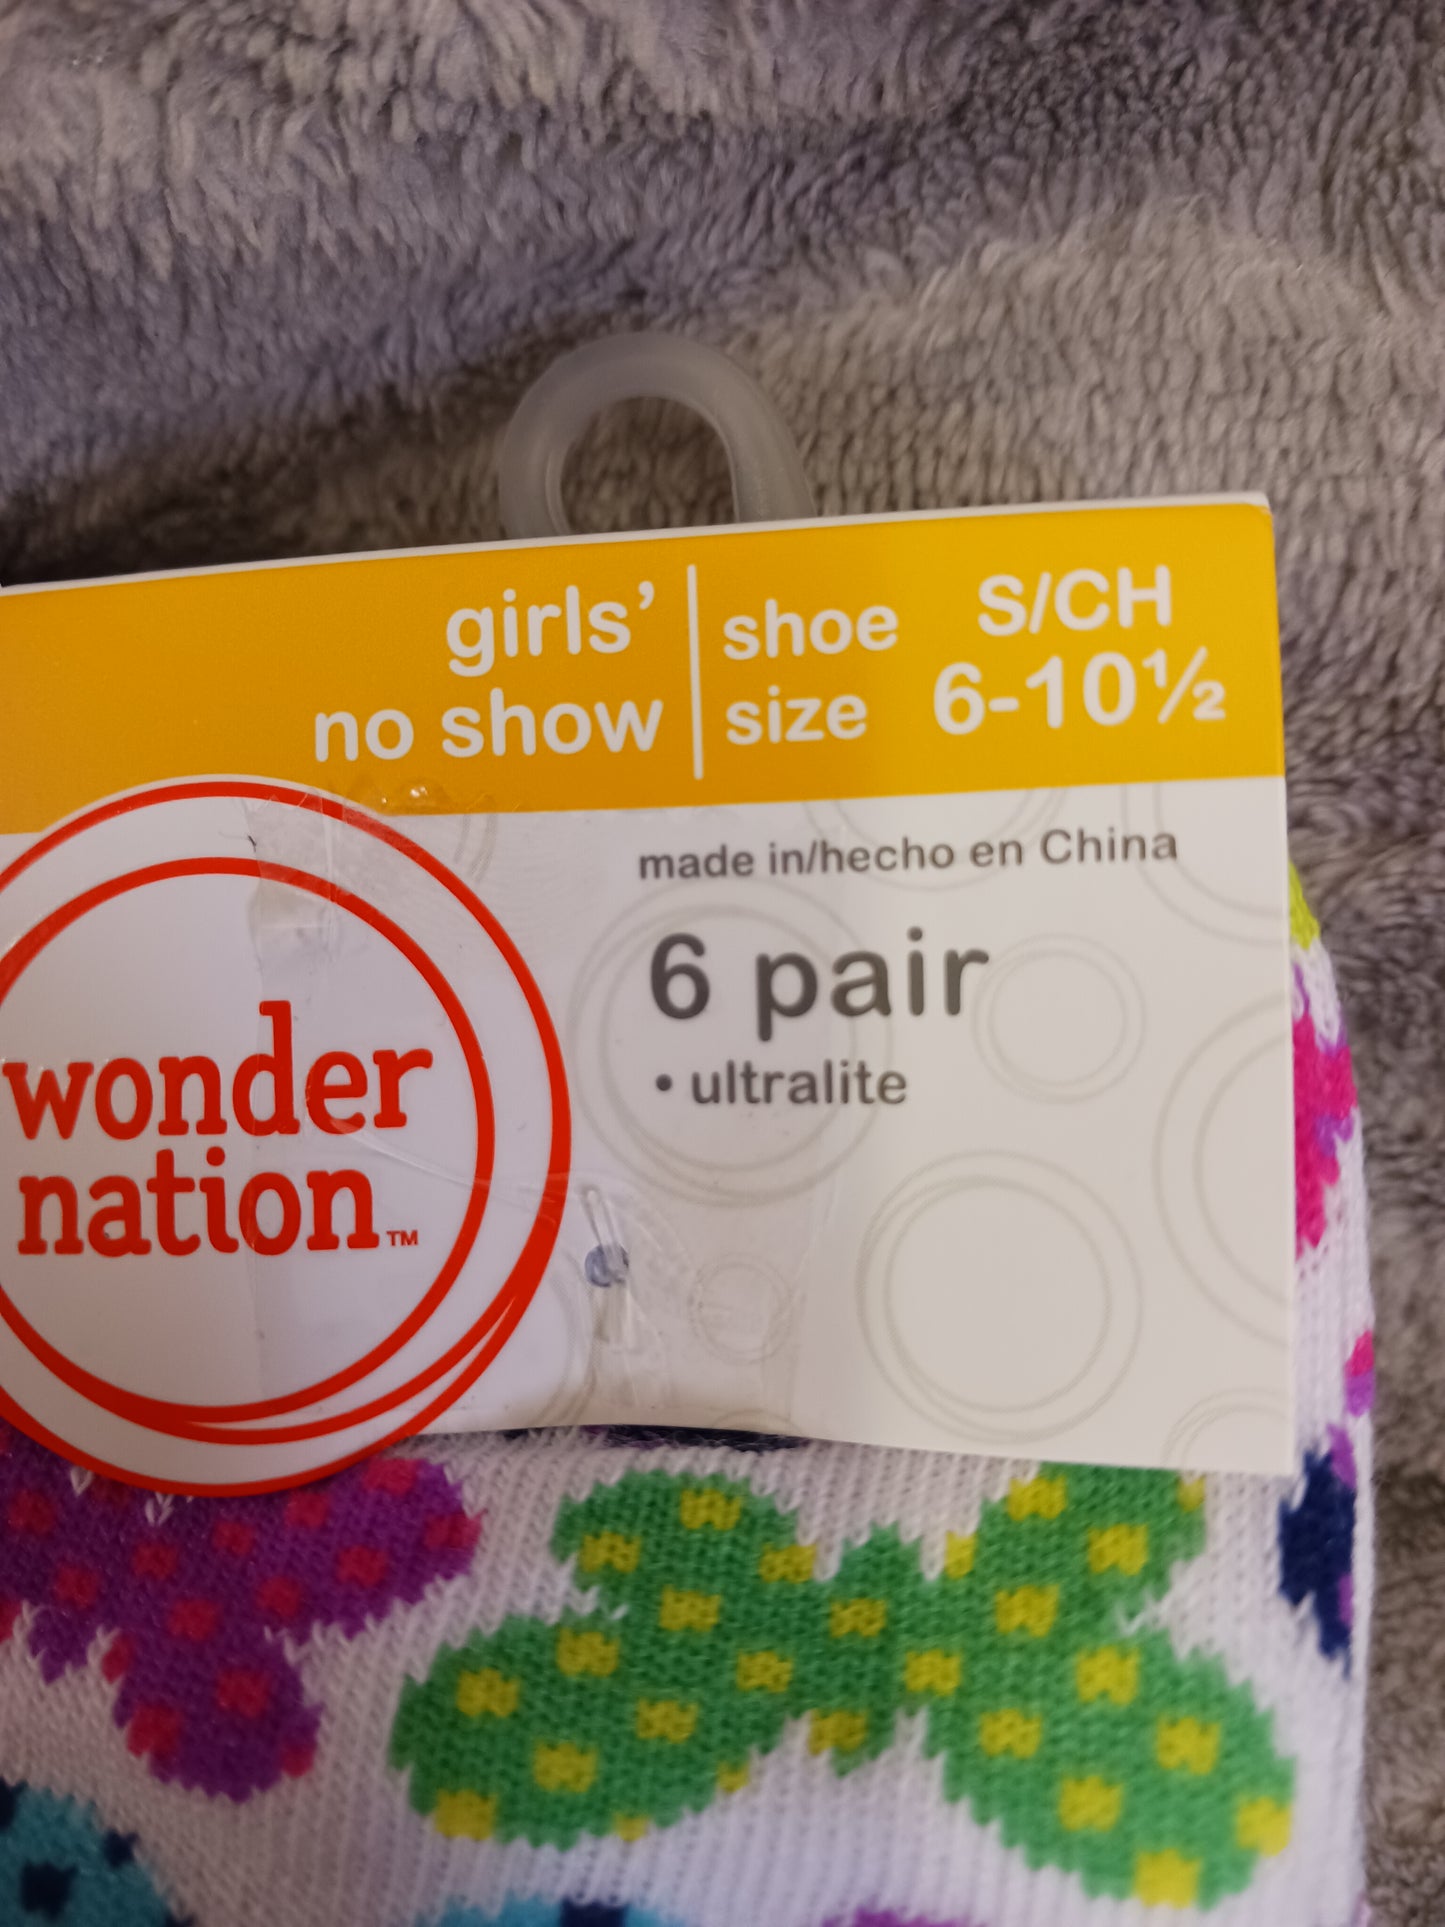 girls'
no show
shoe
size
S/CH
6-10½
made in/hecho en China
6 pair
• ultralite
wonder
nation™